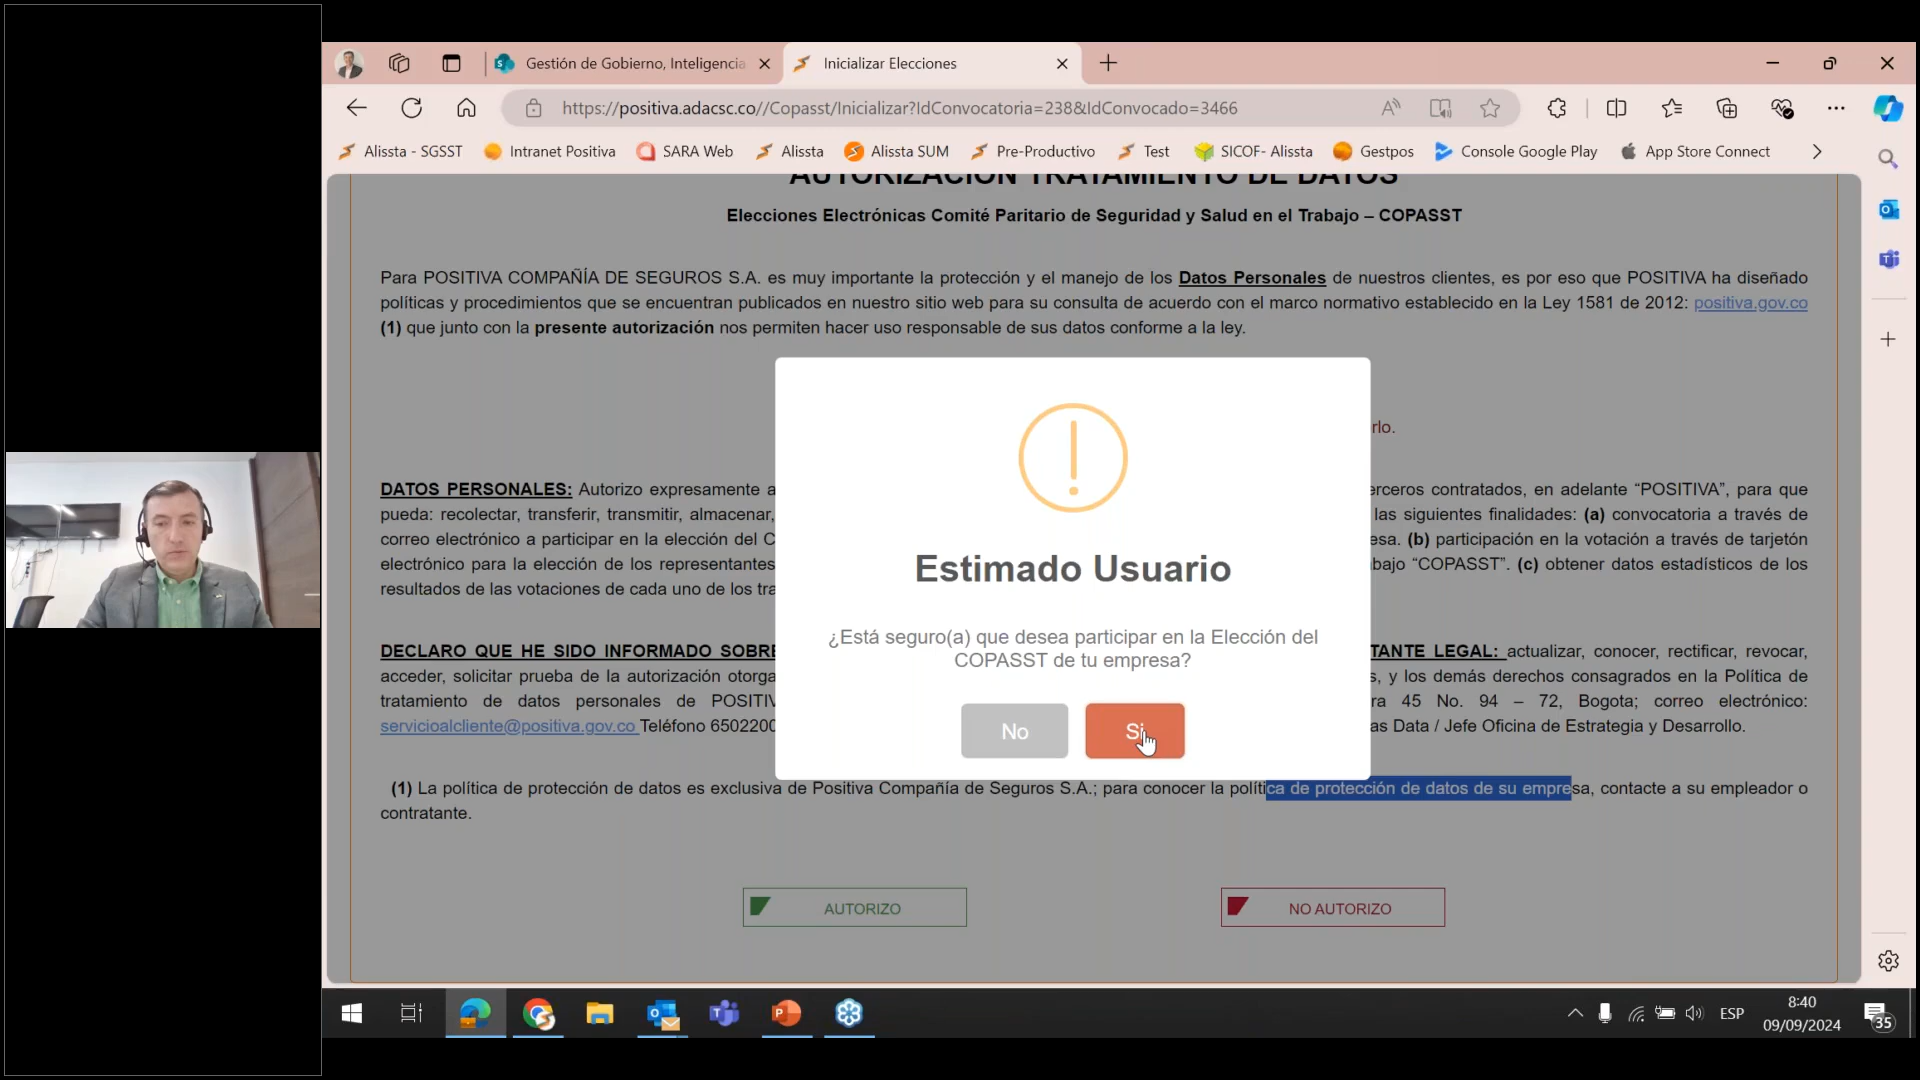 Gestión de Gobierno, Inteligencia
Inicializar Elecciones
https://positiva.adacsc.co//Copasst/Inicializar?IdConvocatoria=238&IdConvocado=3466
Alissta - SGSST
Intranet Positiva
SARA Web
Alissta
Alissta SUM
Pre-Productivo
Test
SICOF- Alissta
Gestpos
Console Google Play
App Store Connect
AUTORIZACIÓN TRATAMIENTO DE DATOS
Elecciones Electrónicas Comité Paritario de Seguridad y Salud en el Trabajo – COPASST
Para POSITIVA COMPAÑÍA DE SEGUROS S.A. es muy importante la protección y el manejo de los Datos Personales de nuestros clientes, es por eso que POSITIVA ha diseñado
políticas y procedimientos que se encuentran publicados en nuestro sitio web para su consulta de acuerdo con el marco normativo establecido en la Ley 1581 de 2012: positiva.gov.co
(1) que junto con la presente autorización nos permiten hacer uso responsable de sus datos conforme a la ley.
rlo.
DATOS PERSONALES: Autorizo expresamente a
erceros contratados, en adelante “POSITIVA”, para que
pueda: recolectar, transferir, transmitir, almacenar,
las siguientes finalidades: (a) convocatoria a través de
correo electrónico a participar en la elección del C
esa. (b) participación en la votación a través de tarjetón
electrónico para la elección de los representantes
bajo “COPASST”. (c) obtener datos estadísticos de los
resultados de las votaciones de cada uno de los tra
Estimado Usuario
¿Está seguro(a) que desea participar en la Elección del
COPASST de tu empresa?
No
Si
DECLARO QUE HE SIDO INFORMADO SOBRE
TANTE LEGAL: actualizar, conocer, rectificar, revocar,
acceder, solicitar prueba de la autorización otorga
s, y los demás derechos consagrados en la Política de
tratamiento de datos personales de POSITIV
ra 45 No. 94 – 72, Bogota; correo electrónico:
servicioalcliente@positiva.gov.co Teléfono 6502200
as Data / Jefe Oficina de Estrategia y Desarrollo.
(1) La política de protección de datos es exclusiva de Positiva Compañía de Seguros S.A.; para conocer la política de protección de datos de su empresa, contacte a su empleador o
contratante.
AUTORIZO
NO AUTORIZO
ESP
8:40
09/09/2024
35